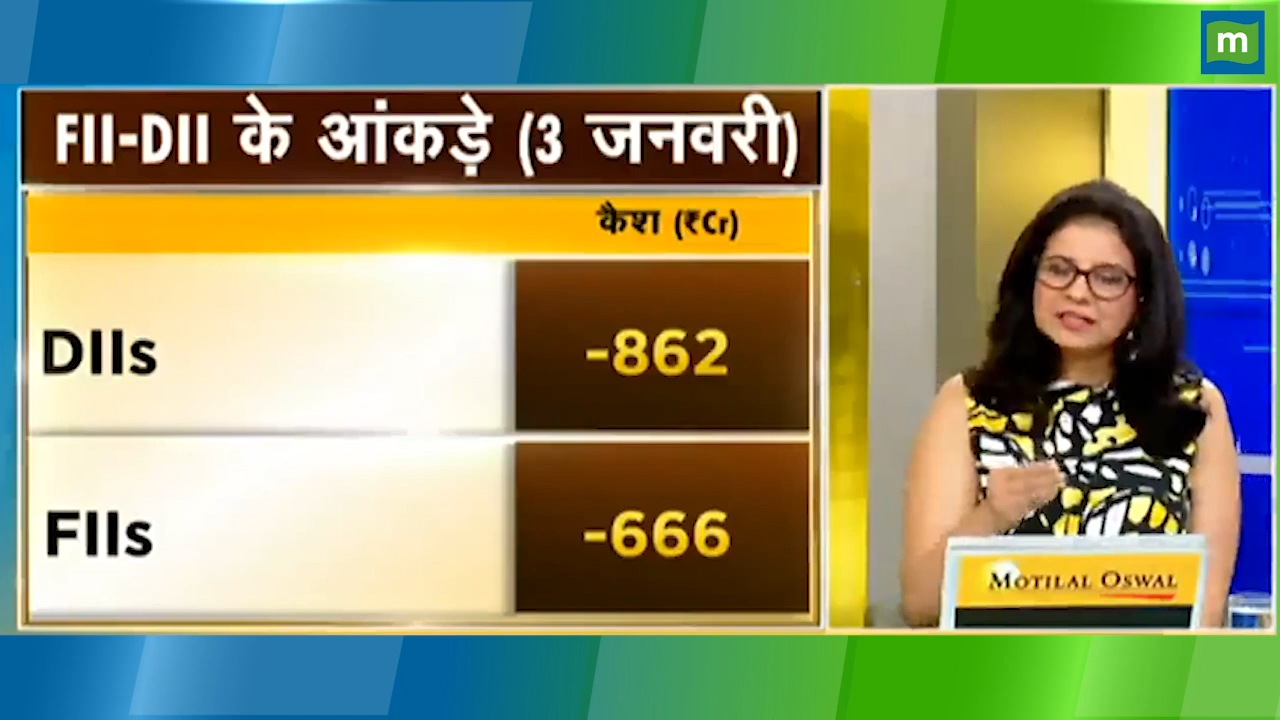 m
FII-DII के आंकड़े (3 जनवरी)
कैश (₹Cr)
DIIs -862
FIIs -666
MOTILAL OSWAL